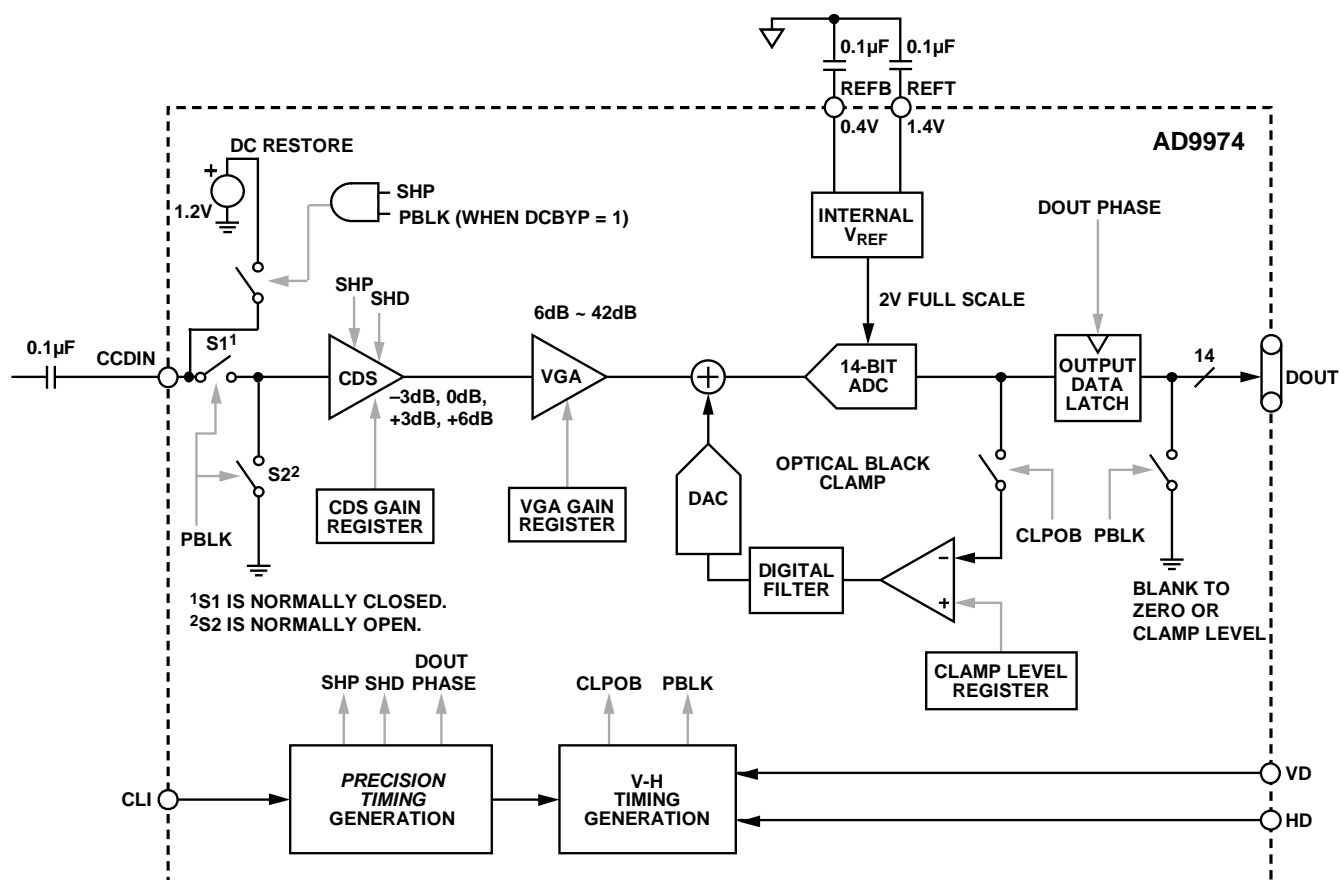 0.1µF
0.1µF
REFB
REFT
0.4V
1.4V
AD9974
DC RESTORE
+
1.2V
SHP
PBLK (WHEN DCBYP = 1)
INTERNAL
VREF
DOUT PHASE
SHP
SHD
6dB ~ 42dB
2V FULL SCALE
0.1µF
CCDIN
S1¹
CDS
VGA
+
14-BIT
ADC
OUTPUT
DATA
LATCH
14
DOUT
–3dB, 0dB,
+3dB, +6dB
S2²
OPTICAL BLACK
CLAMP
DAC
CDS GAIN
REGISTER
VGA GAIN
REGISTER
PBLK
CLPOB
PBLK
–
+
DIGITAL
FILTER
BLANK TO
ZERO OR
CLAMP LEVEL
¹S1 IS NORMALLY CLOSED.
²S2 IS NORMALLY OPEN.
CLAMP LEVEL
REGISTER
SHP
SHD
DOUT
PHASE
CLPOB
PBLK
CLI
PRECISION
TIMING
GENERATION
V-H
TIMING
GENERATION
VD
HD